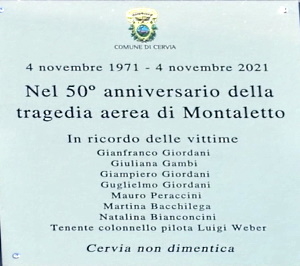 COMUNE DI CERVIA
4 novembre 1971 - 4 novembre 2021
Nel 50º anniversario della
tragedia aerea di Montaletto
In ricordo delle vittime
Gianfranco Giordani
Giuliana Gambi
Giampiero Giordani
Guglielmo Giordani
Mauro Peraccini
Martina Bacchilega
Natalina Bianconcini
Tenente colonnello pilota Luigi Weber
Cervia non dimentica